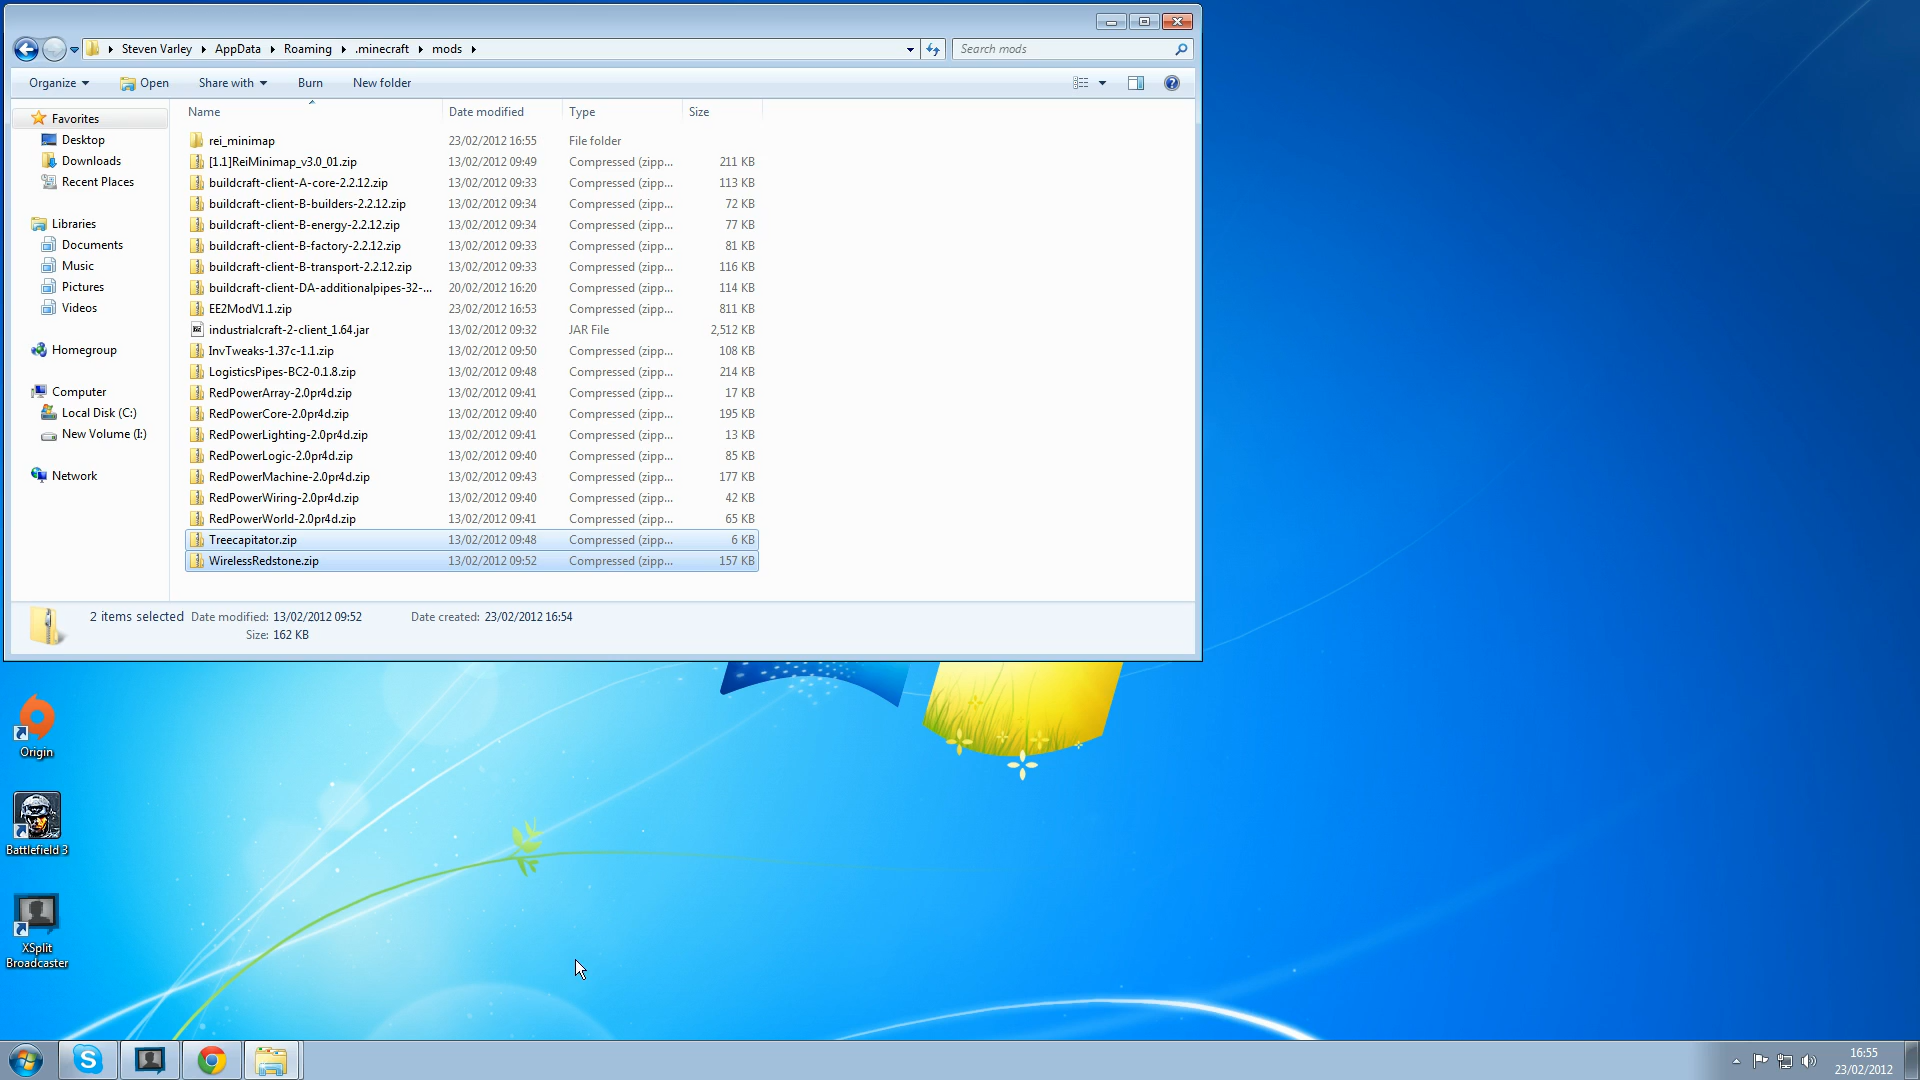 Steven Varley AppData Roaming .minecraft mods
Search mods
Organize Open Share with Burn New folder
Favorites
Desktop
Downloads
Recent Places
Libraries
Documents
Music
Pictures
Videos
Homegroup
Computer
Local Disk (C:)
New Volume (I:)
Network
Name Date modified Type Size
rei_minimap 23/02/2012 16:55 File folder
[1.1]ReiMinimap_v3.0_01.zip 13/02/2012 09:49 Compressed (zipp... 211 KB
buildcraft-client-A-core-2.2.12.zip 13/02/2012 09:33 Compressed (zipp... 113 KB
buildcraft-client-B-builders-2.2.12.zip 13/02/2012 09:34 Compressed (zipp... 72 KB
buildcraft-client-B-energy-2.2.12.zip 13/02/2012 09:34 Compressed (zipp... 77 KB
buildcraft-client-B-factory-2.2.12.zip 13/02/2012 09:33 Compressed (zipp... 81 KB
buildcraft-client-B-transport-2.2.12.zip 13/02/2012 09:33 Compressed (zipp... 116 KB
buildcraft-client-DA-additionalpipes-32-... 20/02/2012 16:20 Compressed (zipp... 114 KB
EE2ModV1.1.zip 23/02/2012 16:53 Compressed (zipp... 811 KB
industrialcraft-2-client_1.64.jar 13/02/2012 09:32 JAR File 2,512 KB
InvTweaks-1.37c-1.1.zip 13/02/2012 09:50 Compressed (zipp... 108 KB
LogisticsPipes-BC2-0.1.8.zip 13/02/2012 09:48 Compressed (zipp... 214 KB
RedPowerArray-2.0pr4d.zip 13/02/2012 09:41 Compressed (zipp... 17 KB
RedPowerCore-2.0pr4d.zip 13/02/2012 09:40 Compressed (zipp... 195 KB
RedPowerLighting-2.0pr4d.zip 13/02/2012 09:41 Compressed (zipp... 13 KB
RedPowerLogic-2.0pr4d.zip 13/02/2012 09:40 Compressed (zipp... 85 KB
RedPowerMachine-2.0pr4d.zip 13/02/2012 09:43 Compressed (zipp... 177 KB
RedPowerWiring-2.0pr4d.zip 13/02/2012 09:40 Compressed (zipp... 42 KB
RedPowerWorld-2.0pr4d.zip 13/02/2012 09:41 Compressed (zipp... 65 KB
Treecapitator.zip 13/02/2012 09:48 Compressed (zipp... 6 KB
WirelessRedstone.zip 13/02/2012 09:52 Compressed (zipp... 157 KB
2 items selected Date modified: 13/02/2012 09:52 Date created: 23/02/2012 16:54
Size: 162 KB
Origin
Battlefield 3
XSplit
Broadcaster
16:55
23/02/2012